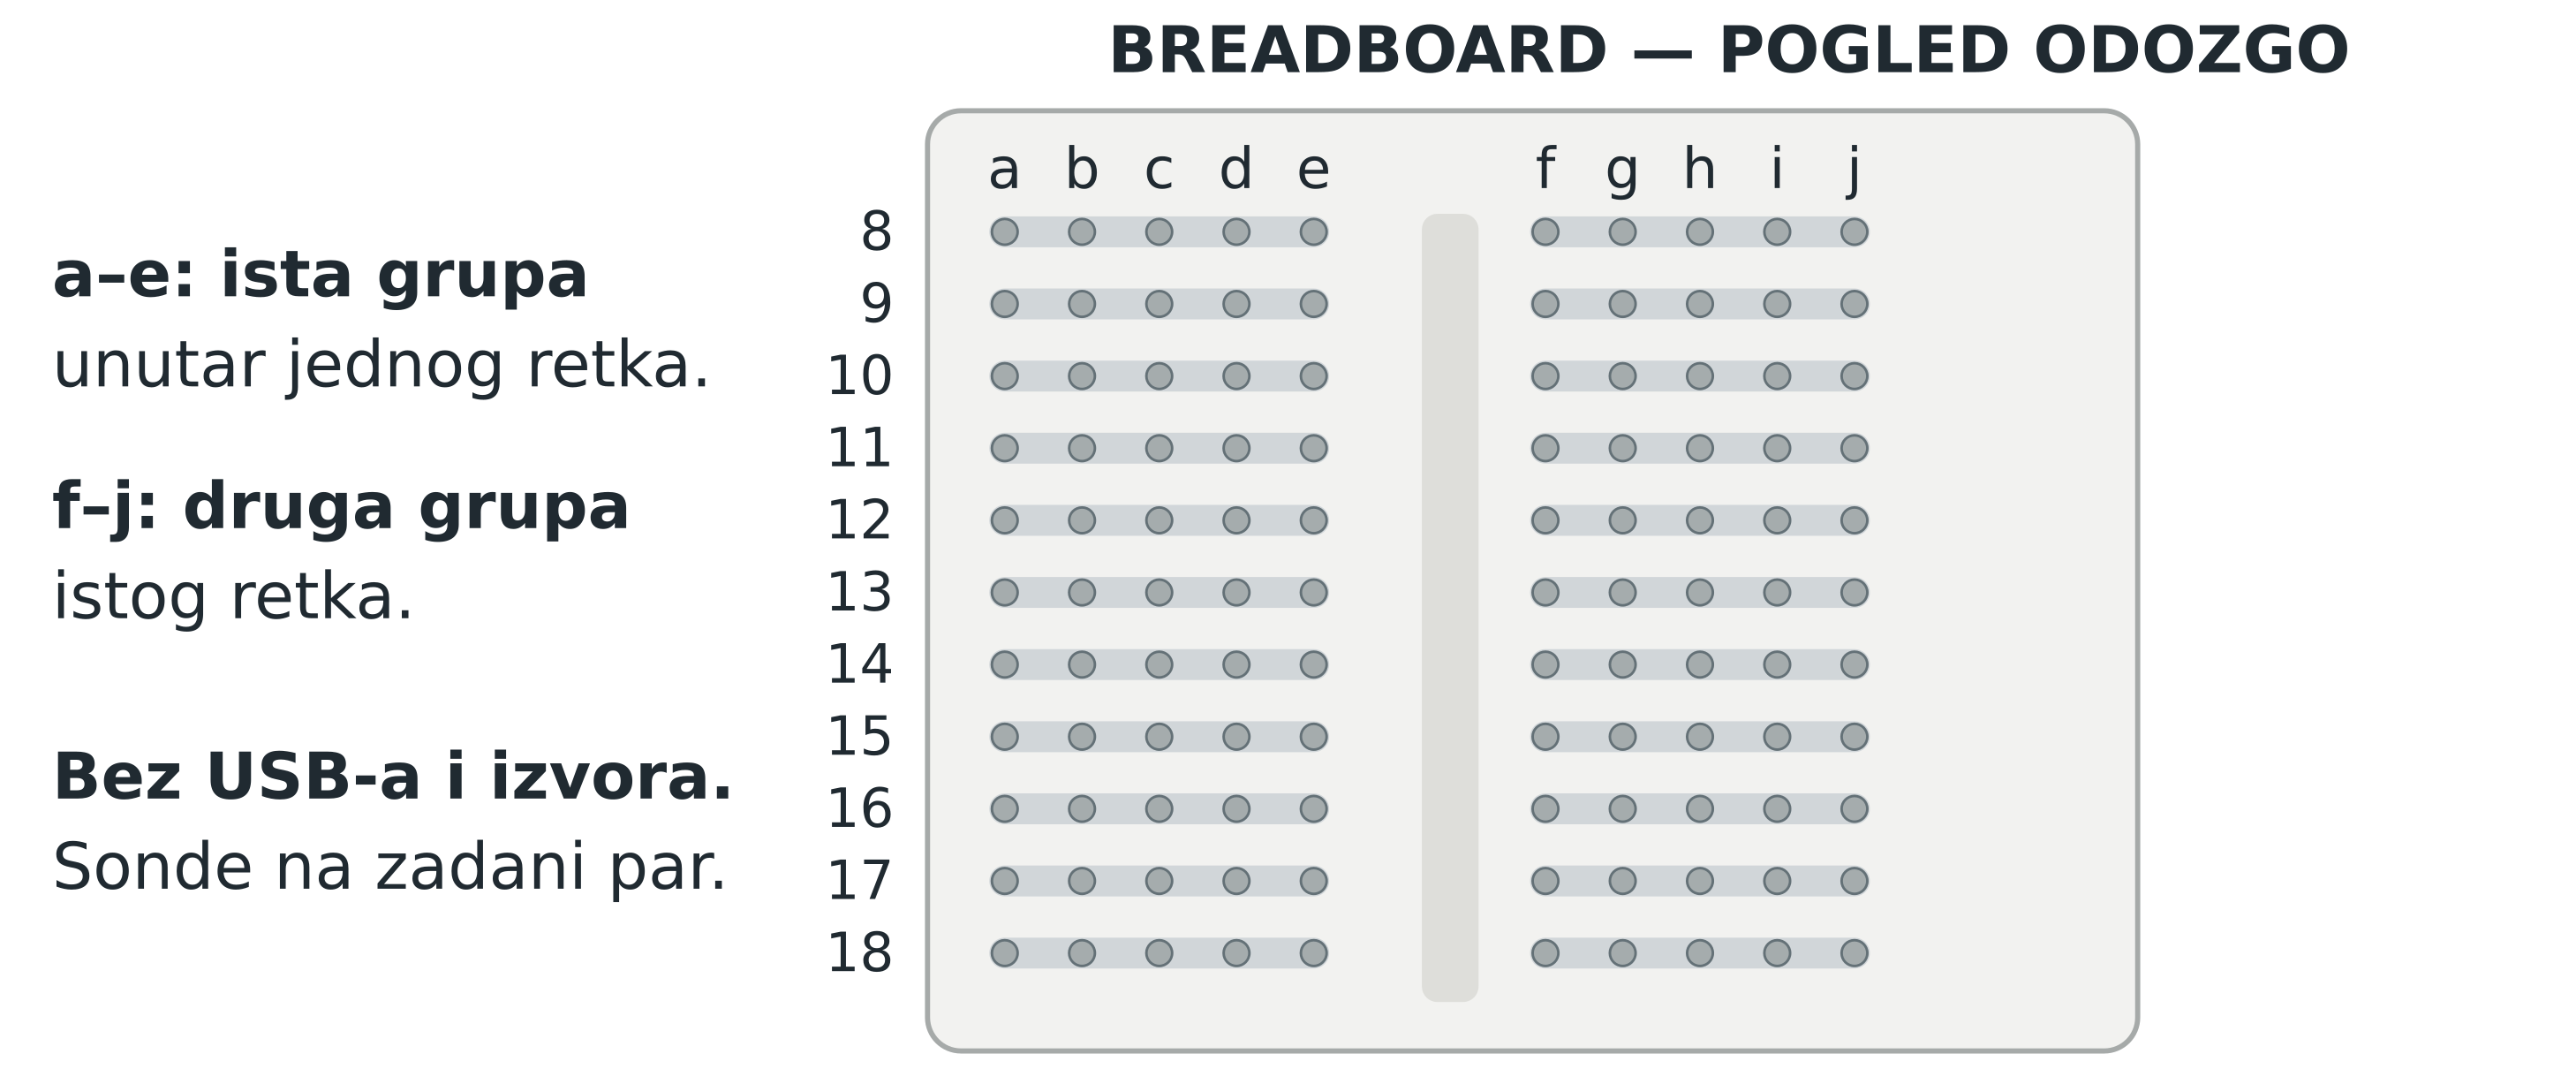 BREADBOARD — POGLED ODOZGO
a b c d e f g h i j
a–e: ista grupa
unutar jednog retka.
f–j: druga grupa
istog retka.
Bez USB-a i izvora.
Sonde na zadani par.
8
9
10
11
12
13
14
15
16
17
18